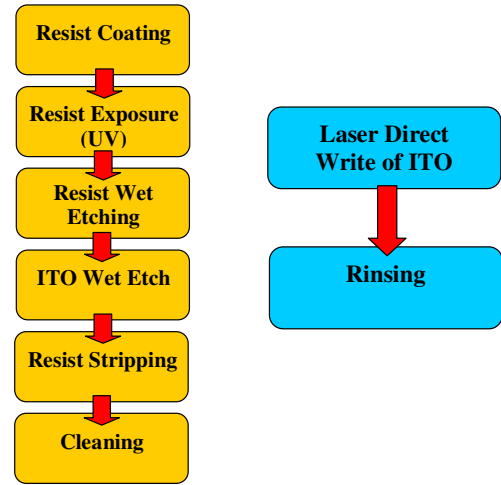 Resist Coating
Resist Exposure
(UV)
Resist Wet
Etching
ITO Wet Etch
Resist Stripping
Cleaning
Laser Direct
Write of ITO
Rinsing